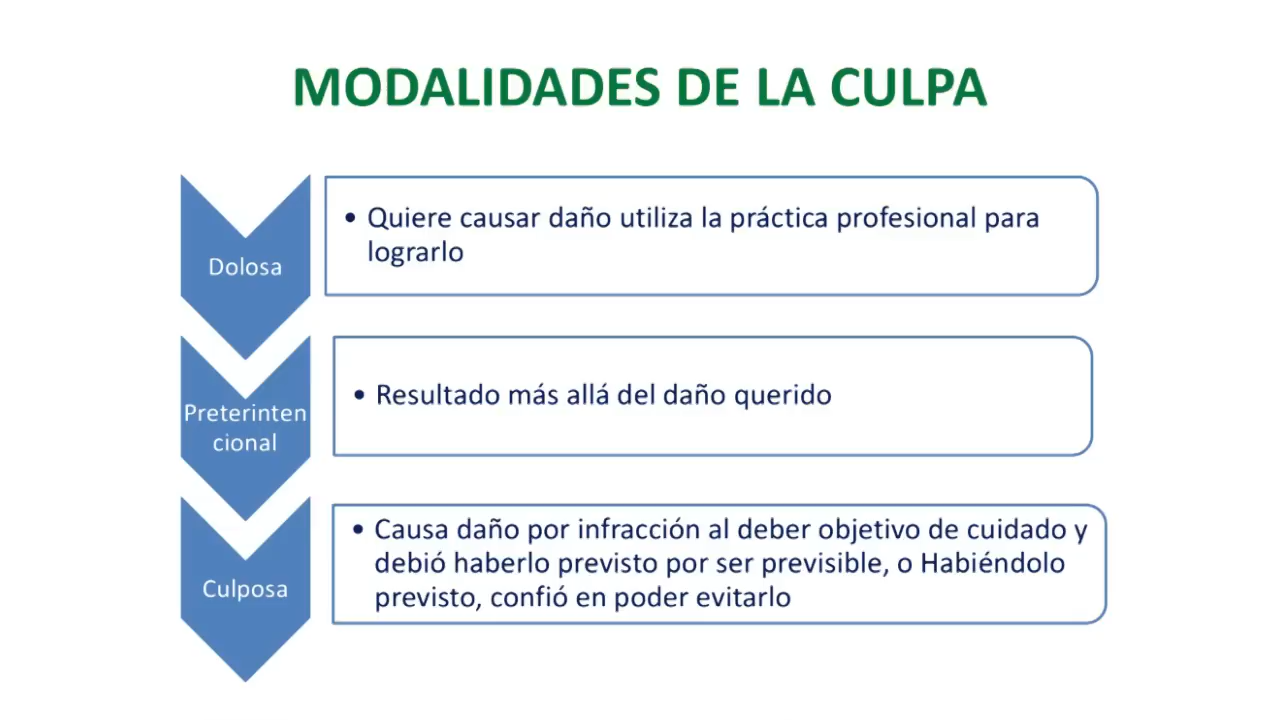 MODALIDADES DE LA CULPA
Dolosa
• Quiere causar daño utiliza la práctica profesional para
lograrlo
Preterinten
cional
• Resultado más allá del daño querido
Culposa
• Causa daño por infracción al deber objetivo de cuidado y
debió haberlo previsto por ser previsible, o Habiéndolo
previsto, confió en poder evitarlo